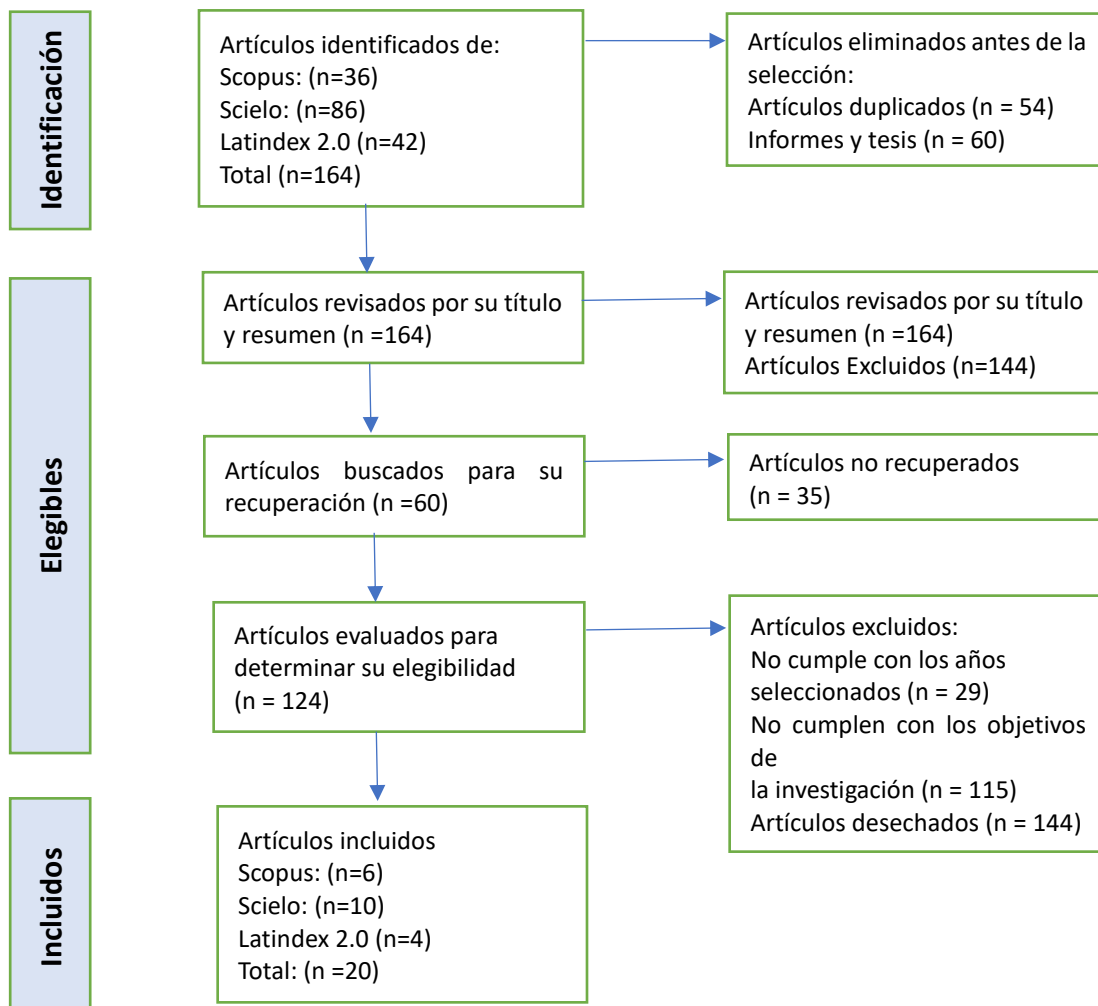 Identificación
Artículos identificados de:
Scopus: (n=36)
Scielo: (n=86)
Latindex 2.0 (n=42)
Total (n=164)
Artículos eliminados antes de la
selección:
Artículos duplicados (n = 54)
Informes y tesis (n = 60)
Elegibles
Artículos revisados por su título
y resumen (n =164)
Artículos revisados por su título
y resumen (n =164)
Artículos Excluidos (n=144)
Artículos buscados para su
recuperación (n =60)
Artículos no recuperados
(n = 35)
Artículos evaluados para
determinar su elegibilidad
(n = 124)
Artículos excluidos:
No cumple con los años
seleccionados (n = 29)
No cumplen con los objetivos
de
la investigación (n = 115)
Artículos desechados (n = 144)
Incluidos
Artículos incluidos
Scopus: (n=6)
Scielo: (n=10)
Latindex 2.0 (n=4)
Total: (n =20)